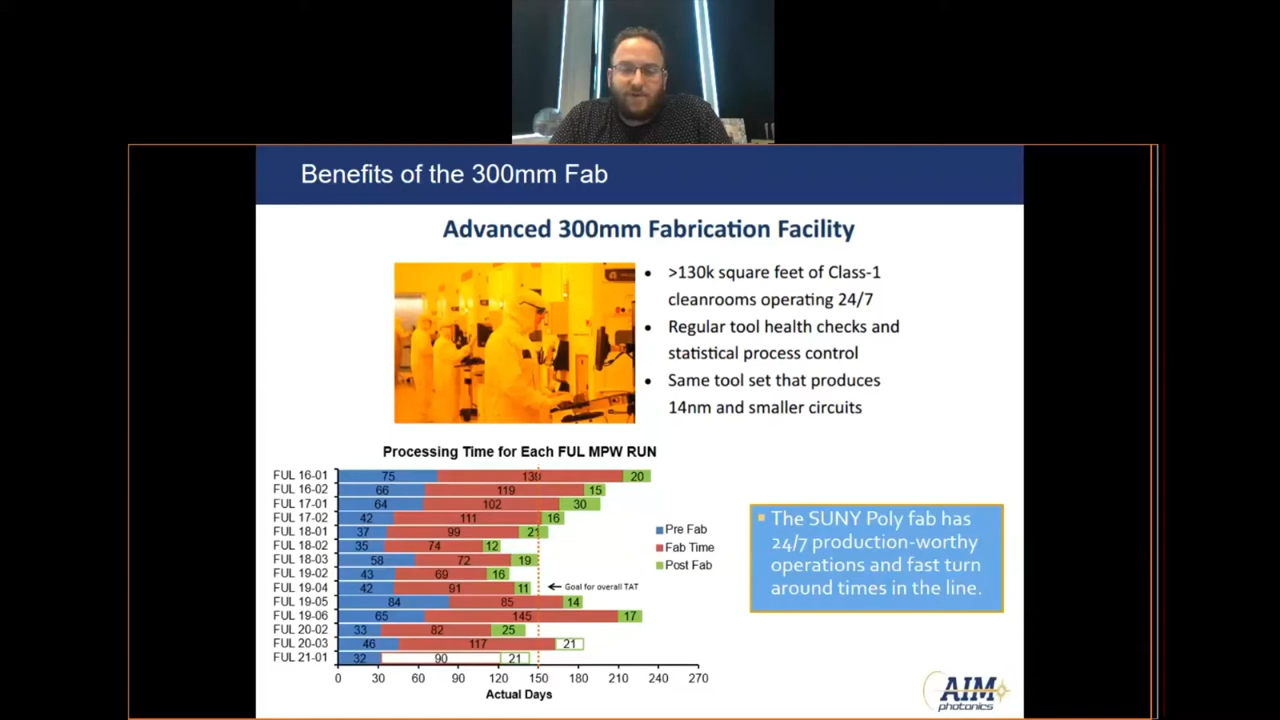 Benefits of the 300mm Fab
Advanced 300mm Fabrication Facility
• >130k square feet of Class-1
cleanrooms operating 24/7
• Regular tool health checks and
statistical process control
• Same tool set that produces
14nm and smaller circuits
Processing Time for Each FUL MPW RUN
FUL 16-01 75 130 20
FUL 16-02 66 119 15
FUL 17-01 64 102 30
FUL 17-02 42 111 16
FUL 18-01 37 99 21
FUL 18-02 35 74 12
FUL 18-03 58 72 19
FUL 19-02 43 69 16
FUL 19-04 42 91 11
FUL 19-05 84 85 14
FUL 19-06 65 145 17
FUL 20-02 33 82 25
FUL 20-03 46 117 21
FUL 21-01 32 90 21
0 30 60 90 120 150 180 210 240 270
Actual Days
Pre Fab
Fab Time
Post Fab
Goal for overall TAT
The SUNY Poly fab has
24/7 production-worthy
operations and fast turn
around times in the line.
AIM
photonics